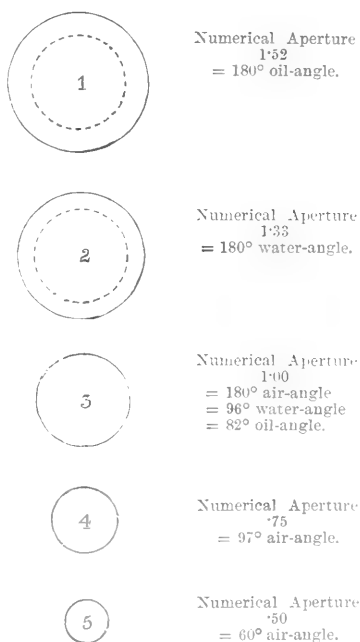 1
Numerical Aperture
1·52
= 180° oil-angle.
2
Numerical Aperture
1·33
= 180° water-angle.
3
Numerical Aperture
1·00
= 180° air-angle
= 96° water-angle
= 82° oil-angle.
4
Numerical Aperture
·75
= 97° air-angle.
5
Numerical Aperture
·50
= 60° air-angle.